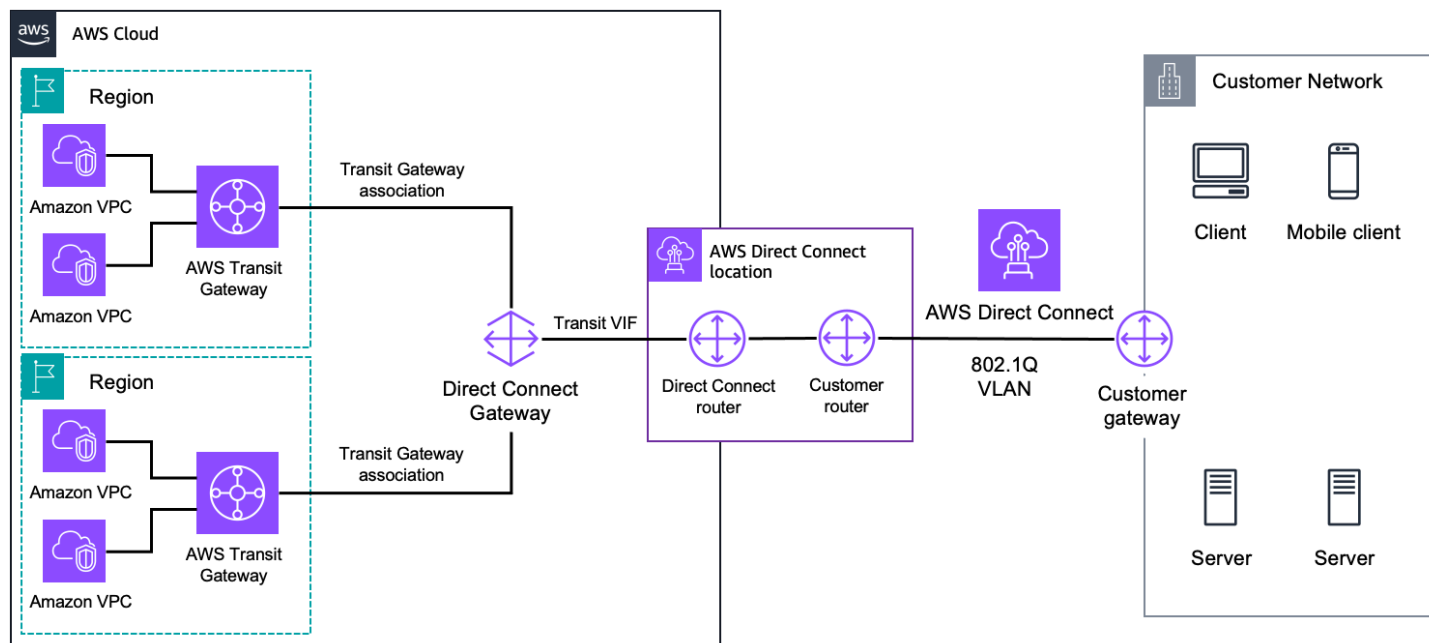 aws
AWS Cloud
Region
Amazon VPC
Amazon VPC
AWS Transit
Gateway
Transit Gateway
association
Region
Amazon VPC
Amazon VPC
AWS Transit
Gateway
Transit Gateway
association
Direct Connect
Gateway
Transit VIF
AWS Direct Connect
location
Direct Connect
router
Customer
router
AWS Direct Connect
802.1Q
VLAN
Customer
gateway
Customer Network
Client
Mobile client
Server
Server